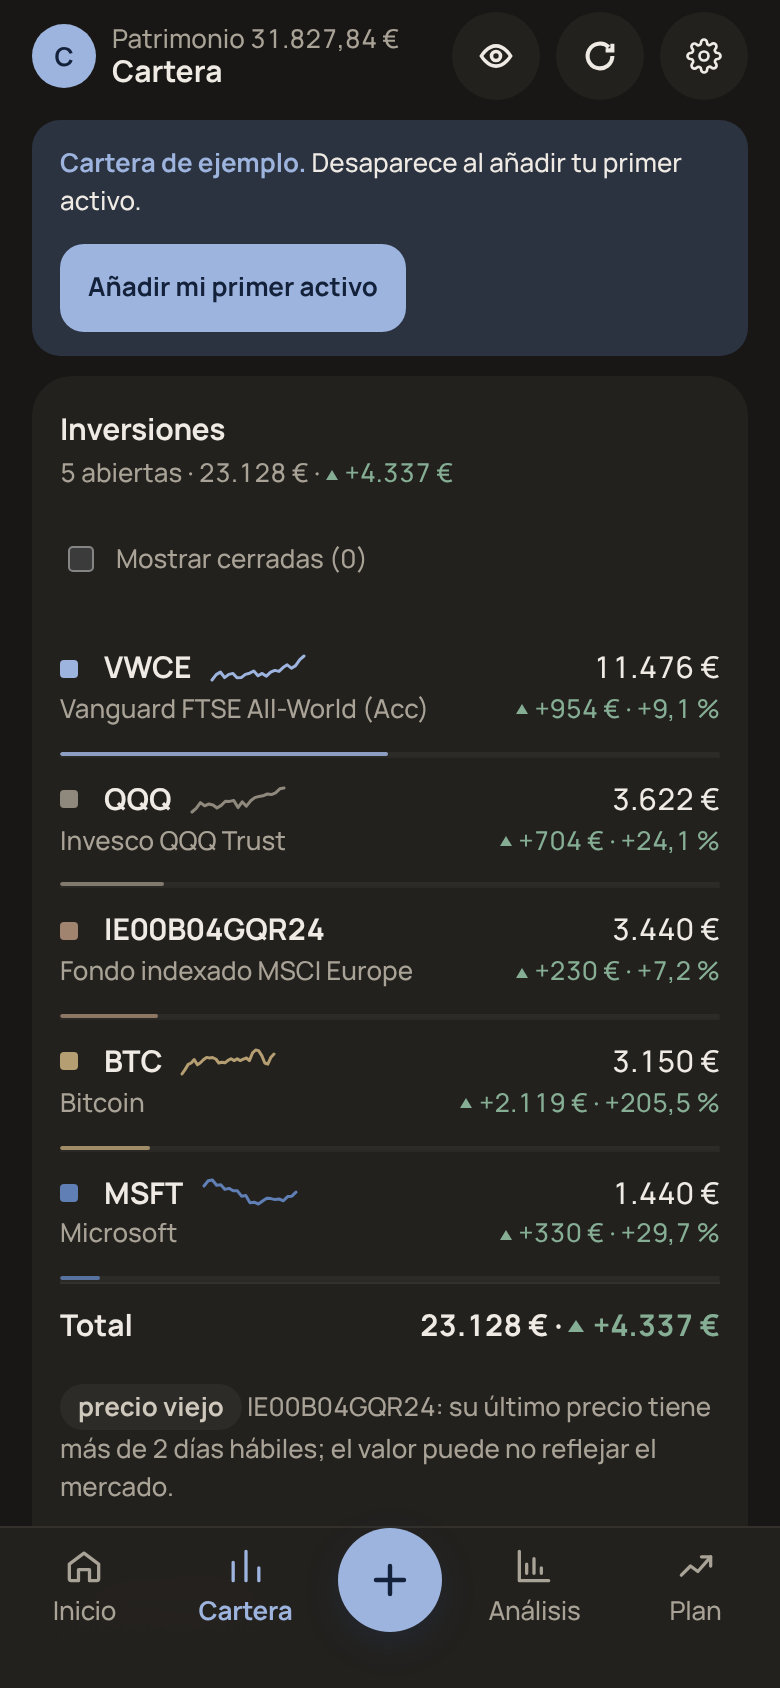 C
Patrimonio 31.827,84 €
Cartera
Cartera de ejemplo. Desaparece al añadir tu primer
activo.
Añadir mi primer activo
Inversiones
5 abiertas · 23.128 € · ▲ +4.337 €
Mostrar cerradas (0)
VWCE 11.476 €
Vanguard FTSE All-World (Acc) ▲ +954 € · +9,1 %
QQQ 3.622 €
Invesco QQQ Trust ▲ +704 € · +24,1 %
IE00B04GQR24 3.440 €
Fondo indexado MSCI Europe ▲ +230 € · +7,2 %
BTC 3.150 €
Bitcoin ▲ +2.119 € · +205,5 %
MSFT 1.440 €
Microsoft ▲ +330 € · +29,7 %
Total 23.128 € · ▲ +4.337 €
precio viejo IE00B04GQR24: su último precio tiene
más de 2 días hábiles; el valor puede no reflejar el
mercado.
Inicio Cartera + Análisis Plan